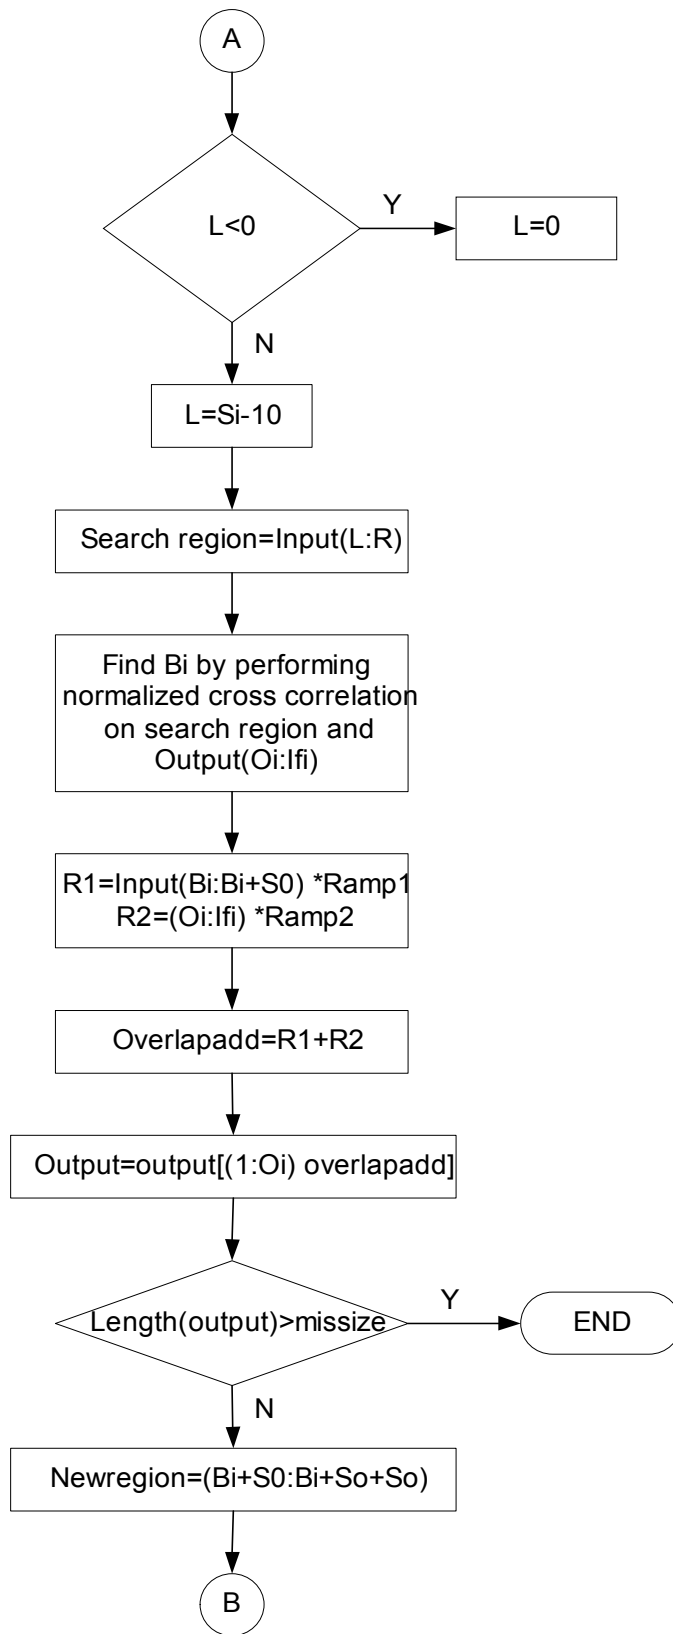 A
L<0
Y
L=0
N
L=Si-10
Search region=Input(L:R)
Find Bi by performing
normalized cross correlation
on search region and
Output(Oi:Ifi)
R1=Input(Bi:Bi+S0) *Ramp1
R2=(Oi:Ifi) *Ramp2
Overlapadd=R1+R2
Output=output[(1:Oi) overlapadd]
Length(output)>missize
Y
END
N
Newregion=(Bi+S0:Bi+So+So)
B